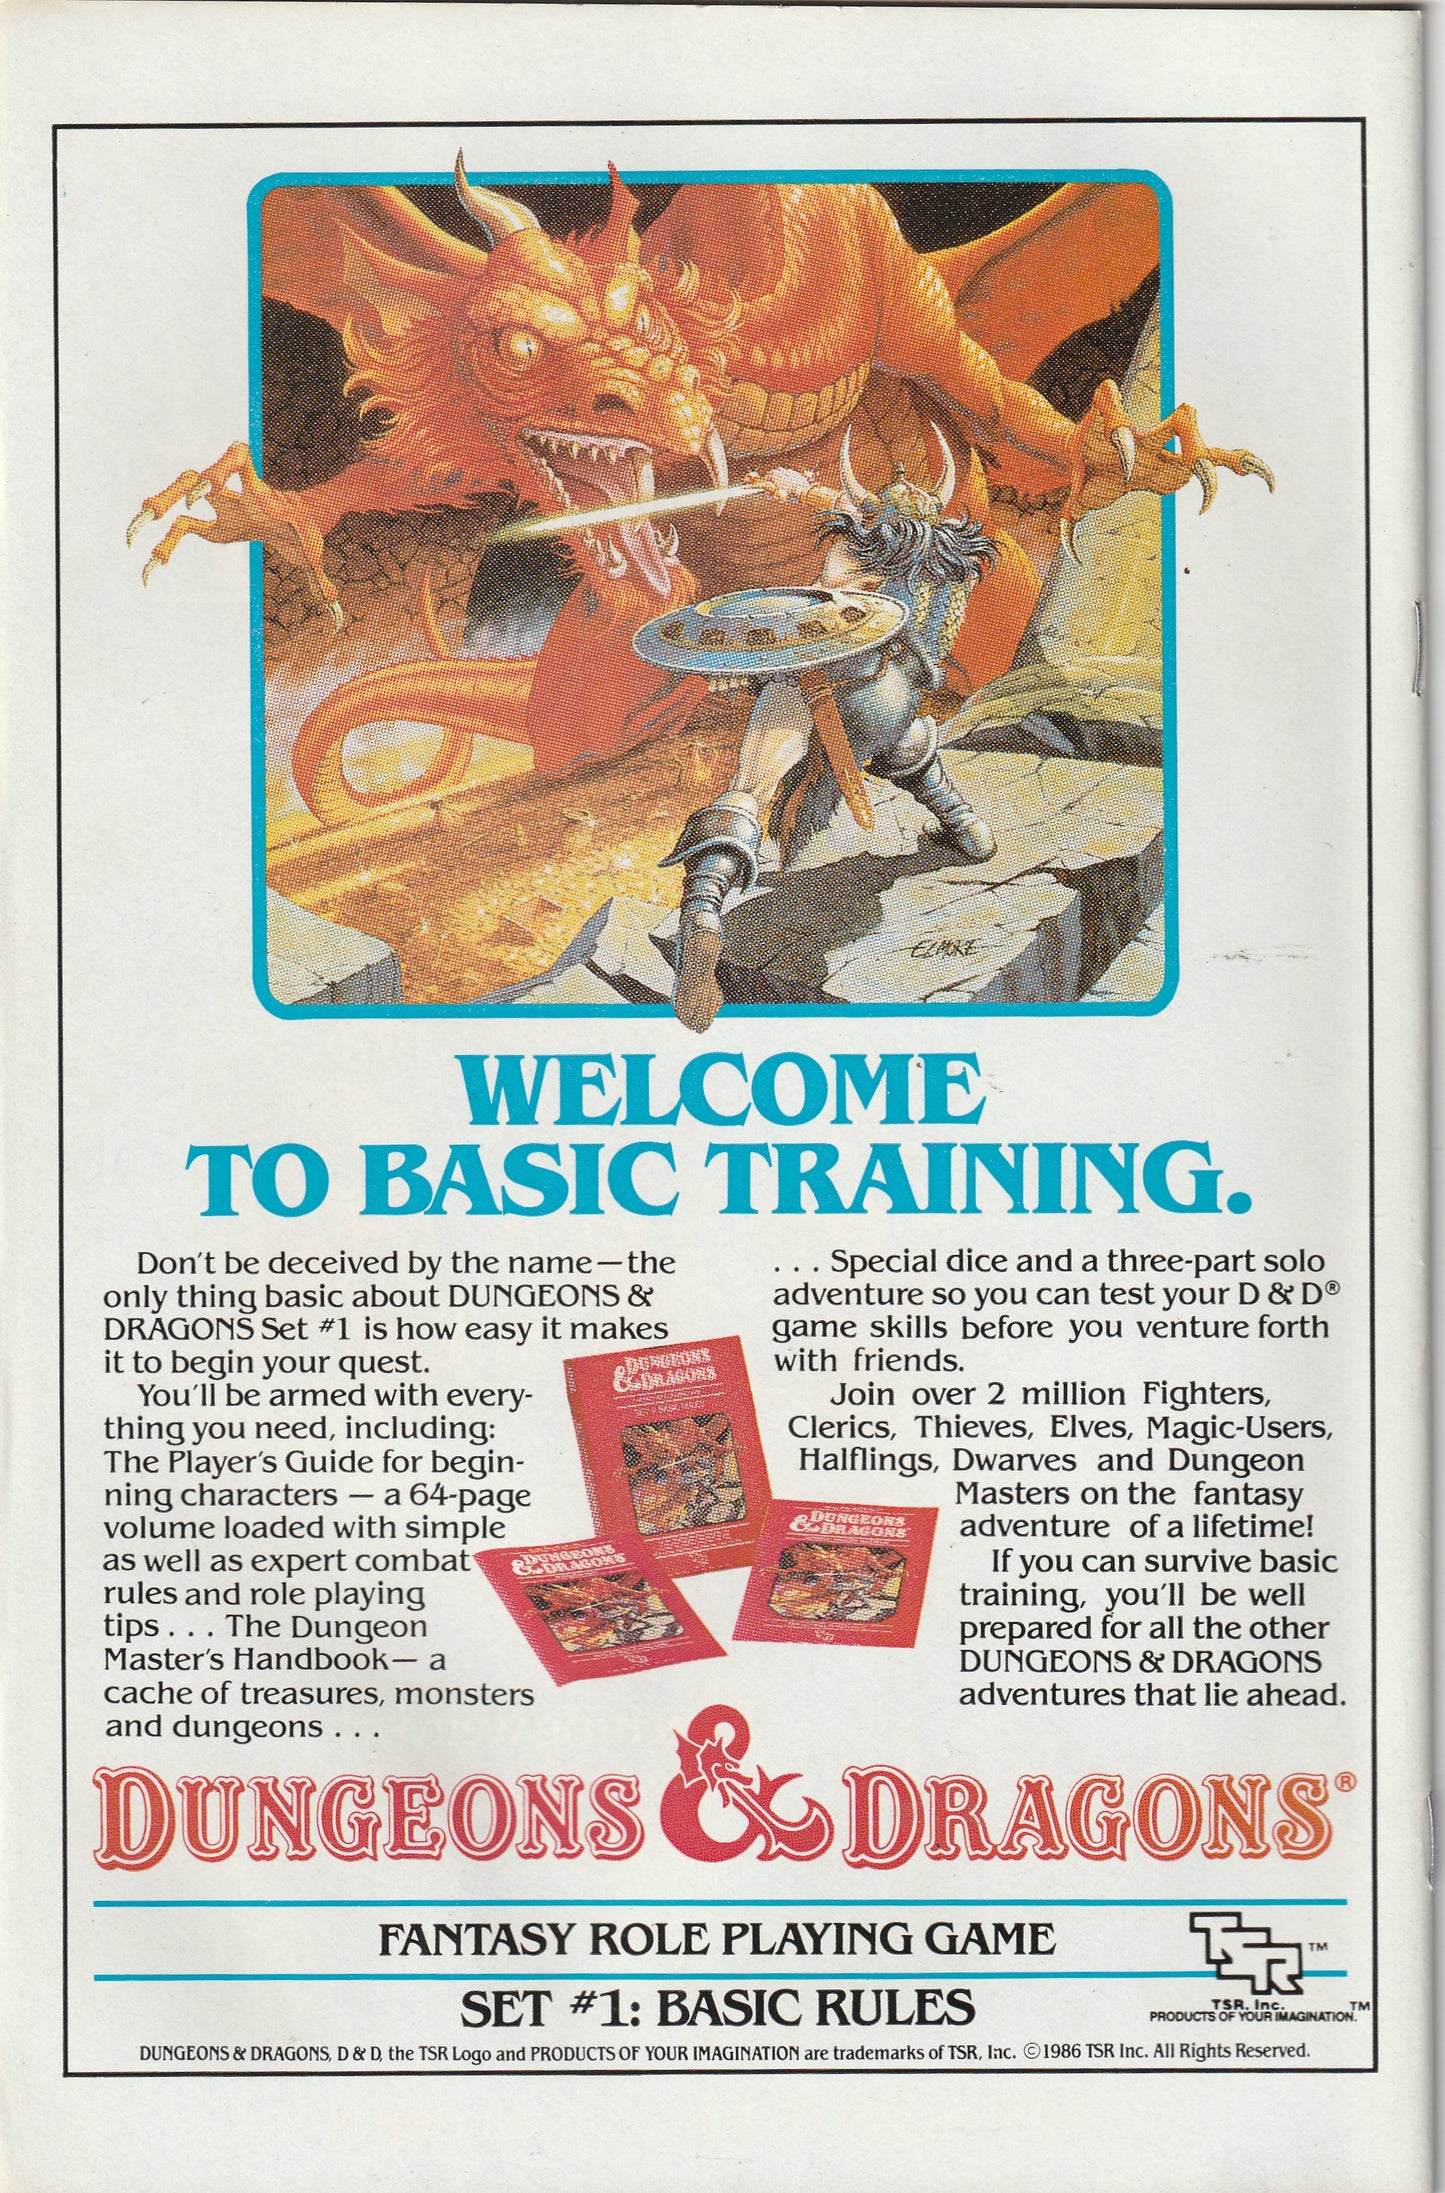 ELMORE
WELCOME
TO BASIC TRAINING.
Don't be deceived by the name—the
only thing basic about DUNGEONS &
DRAGONS Set #1 is how easy it makes
it to begin your quest.
You'll be armed with every-
thing you need, including:
The Player's Guide for begin-
ning characters — a 64-page
volume loaded with simple
as well as expert combat
rules and role playing
tips . . . The Dungeon
Master's Handbook— a
cache of treasures, monsters
and dungeons . . .
. . . Special dice and a three-part solo
adventure so you can test your D & D®
game skills before you venture forth
with friends.
Join over 2 million Fighters,
Clerics, Thieves, Elves, Magic-Users,
Halflings, Dwarves and Dungeon
Masters on the fantasy
adventure of a lifetime!
If you can survive basic
training, you'll be well
prepared for all the other
DUNGEONS & DRAGONS
adventures that lie ahead.
DUNGEONS
& DRAGONS
DUNGEONS
& DRAGONS
DUNGEONS
& DRAGONS
DUNGEONS & DRAGONS®
FANTASY ROLE PLAYING GAME
SET #1: BASIC RULES
TSR™
TSR, Inc.
PRODUCTS OF YOUR IMAGINATION.™
DUNGEONS & DRAGONS, D & D, the TSR Logo and PRODUCTS OF YOUR IMAGINATION are trademarks of TSR, Inc. ©1986 TSR Inc. All Rights Reserved.